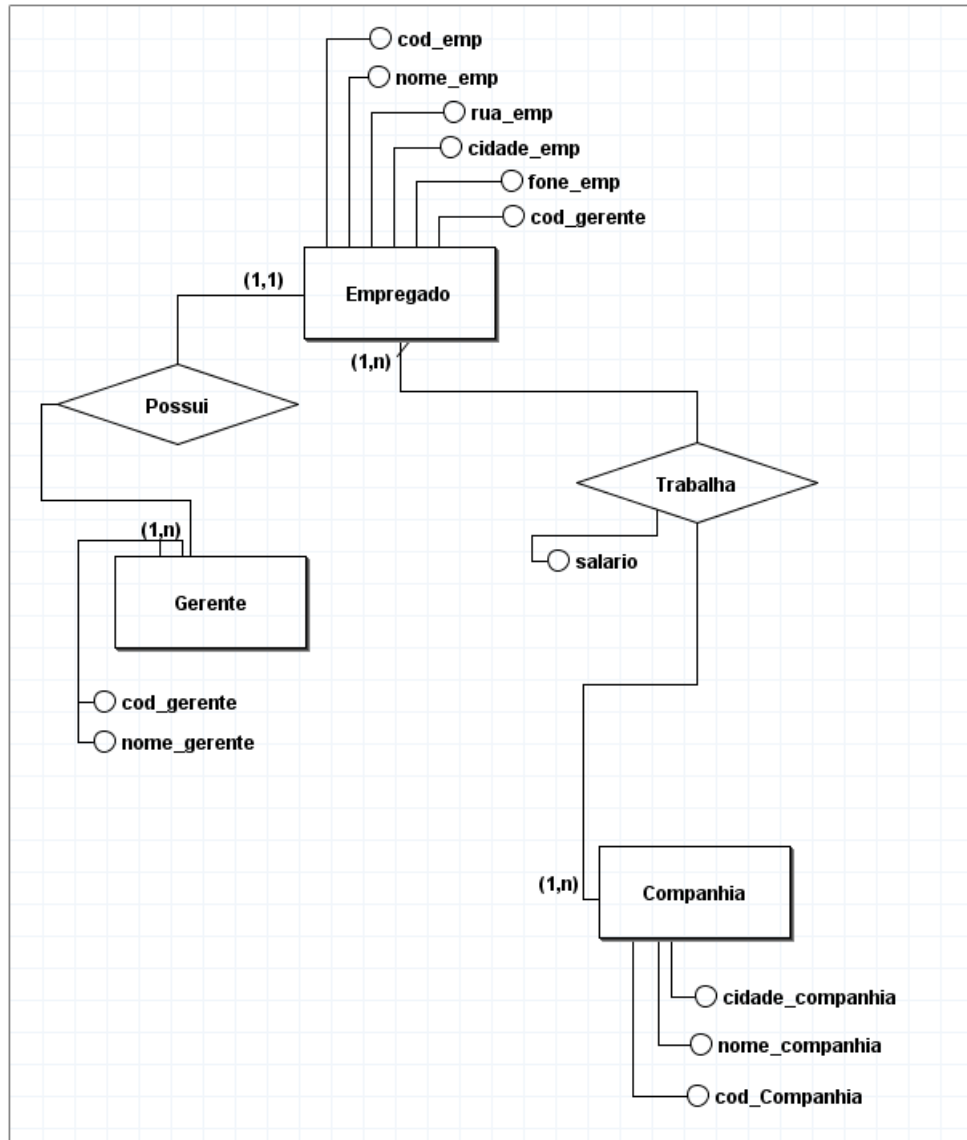 cod_emp
nome_emp
rua_emp
cidade_emp
fone_emp
cod_gerente
(1,1)
Empregado
(1,n)
Possui
Trabalha
(1,n)
salario
Gerente
cod_gerente
nome_gerente
(1,n)
Companhia
cidade_companhia
nome_companhia
cod_Companhia